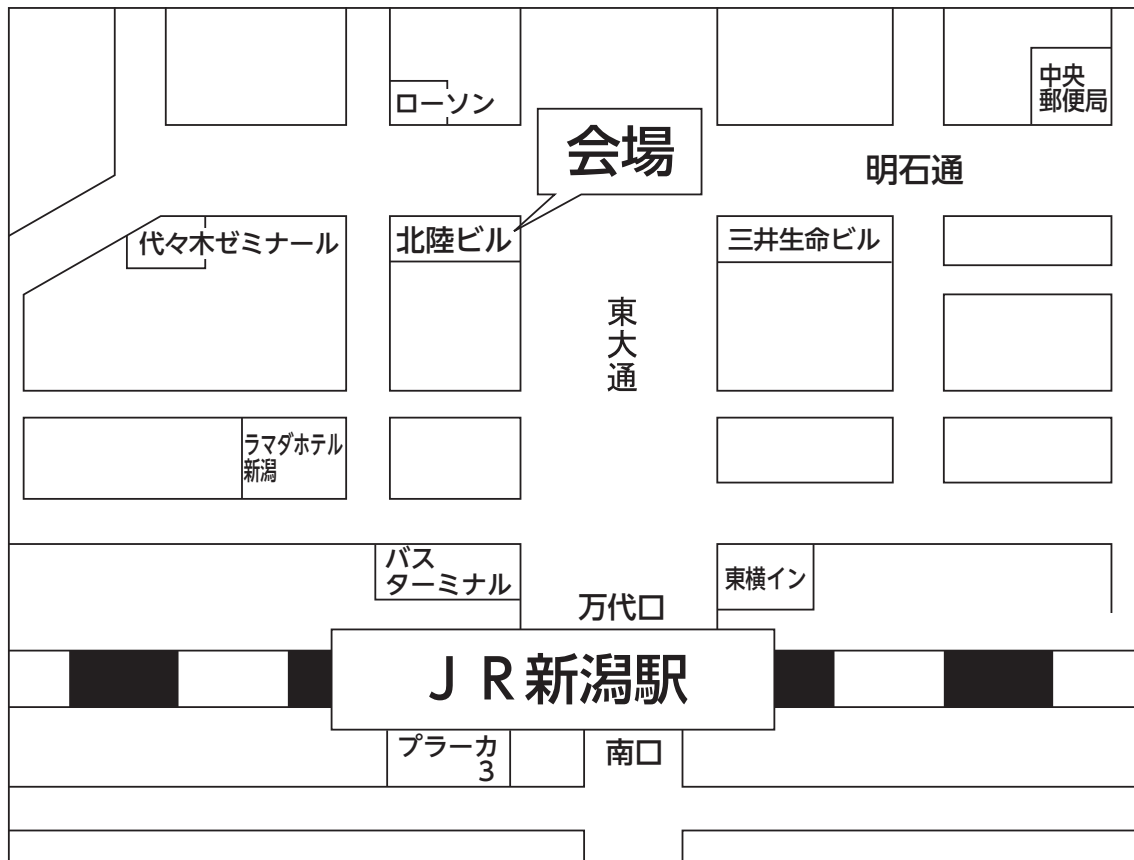 中央
郵便局
ローソン
会場
明石通
代々木ゼミナール
北陸ビル
三井生命ビル
東大通
ラマダホテル
新潟
バス
ターミナル
東横イン
万代口
ＪＲ新潟駅
プラーカ
3
南口